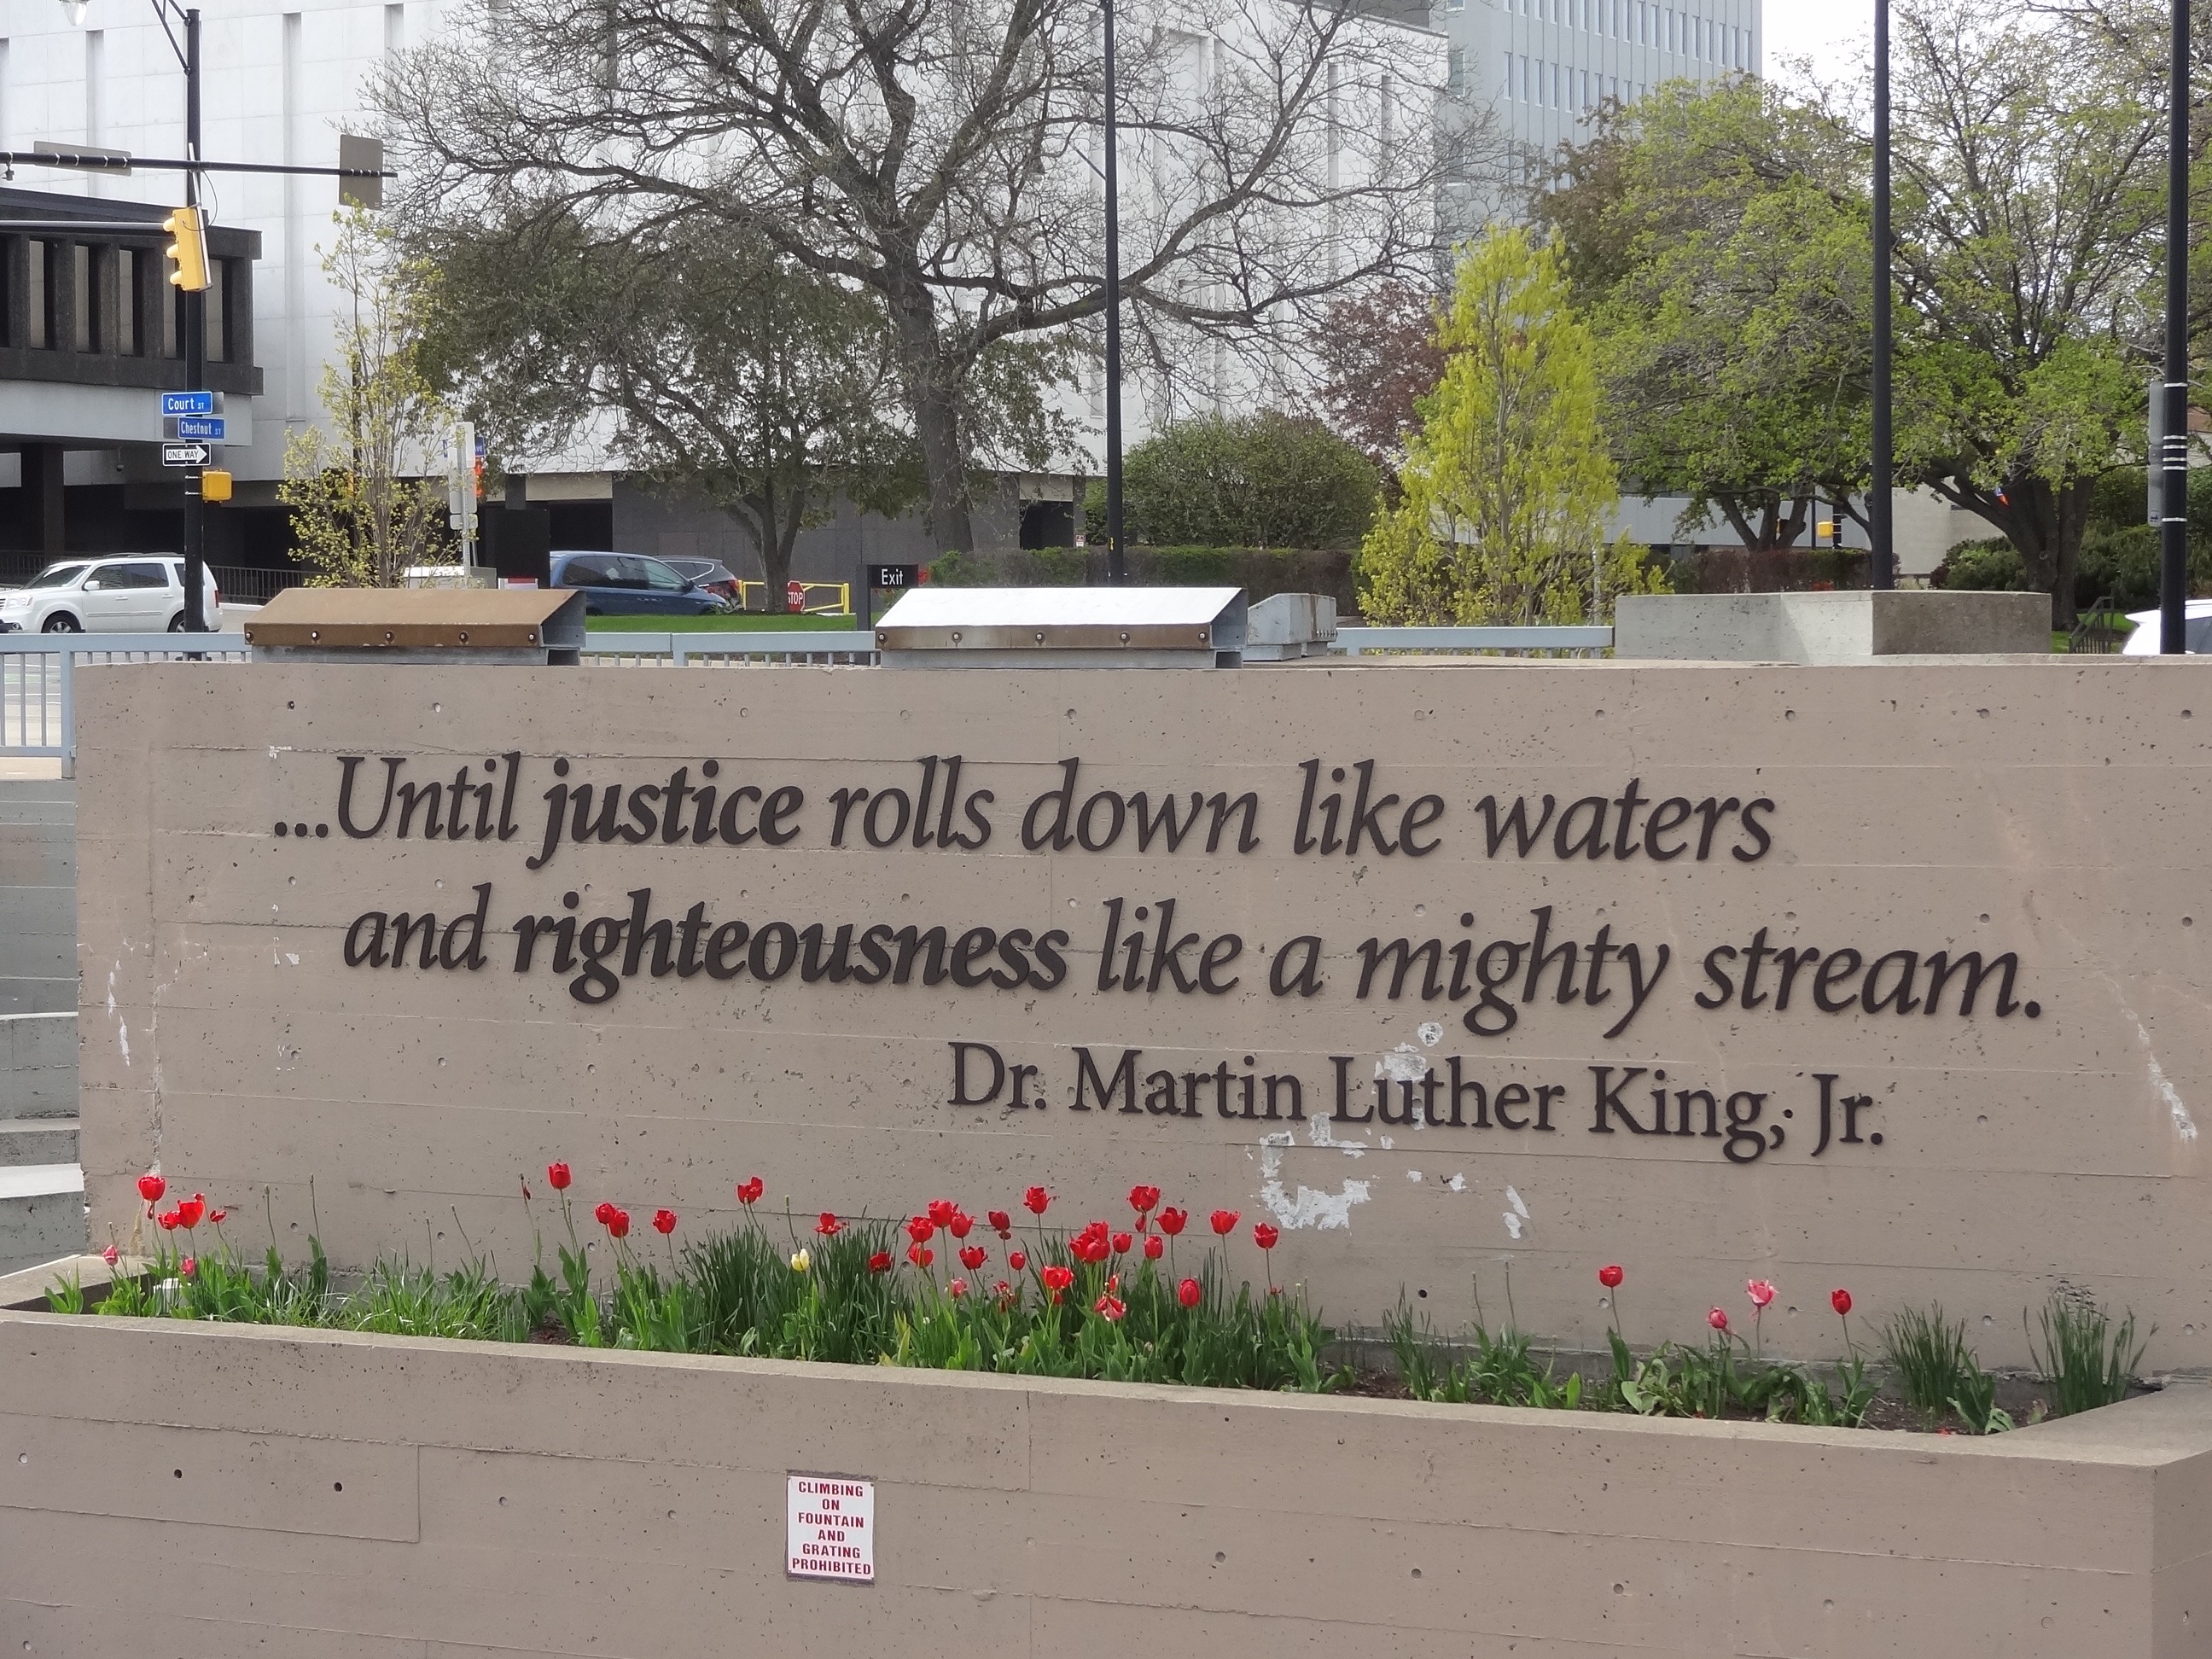 Court ST
Chestnut ST
ONE WAY
STOP
Exit
...Until justice rolls down like waters
and righteousness like a mighty stream.
Dr. Martin Luther King, Jr.
CLIMBING
ON
FOUNTAIN
AND
GRATING
PROHIBITED